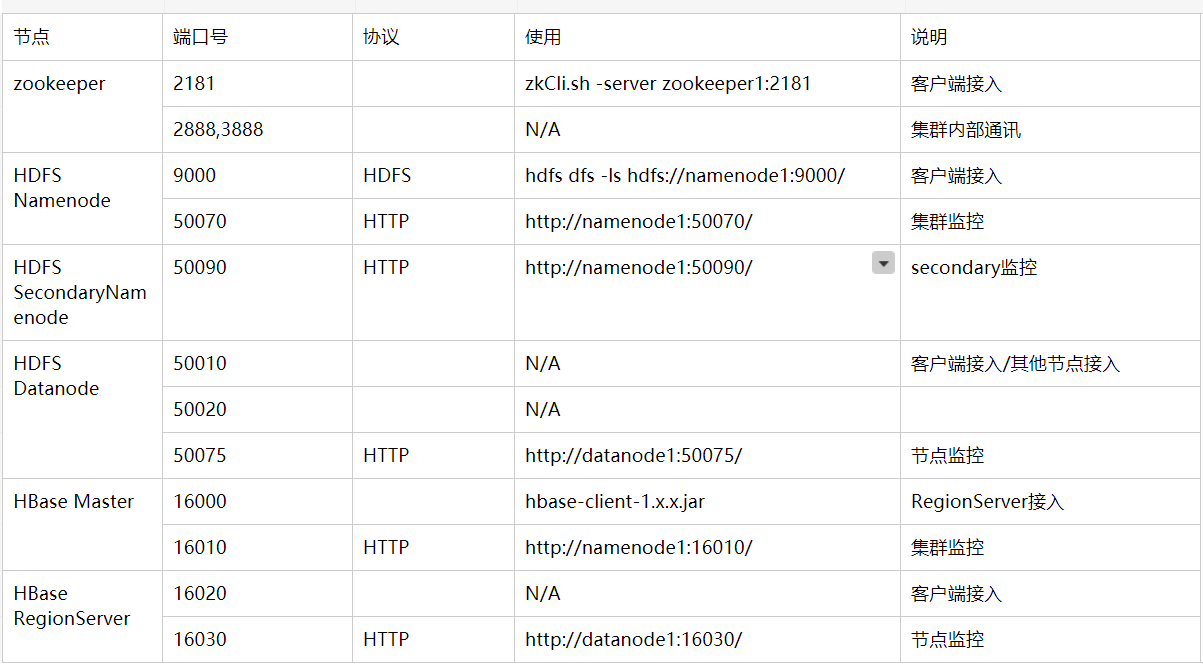 节点 端口号 协议 使用 说明
zookeeper 2181 zkCli.sh -server zookeeper1:2181 客户端接入
2888,3888 N/A 集群内部通讯
HDFS 9000 HDFS hdfs dfs -ls hdfs://namenode1:9000/ 客户端接入
Namenode
50070 HTTP http://namenode1:50070/ 集群监控
HDFS 50090 HTTP http://namenode1:50090/ secondary监控
SecondaryNam
enode
HDFS 50010 N/A 客户端接入/其他节点接入
Datanode
50020 N/A
50075 HTTP http://datanode1:50075/ 节点监控
HBase Master 16000 hbase-client-1.x.x.jar RegionServer接入
16010 HTTP http://namenode1:16010/ 集群监控
HBase 16020 N/A 客户端接入
RegionServer
16030 HTTP http://datanode1:16030/ 节点监控